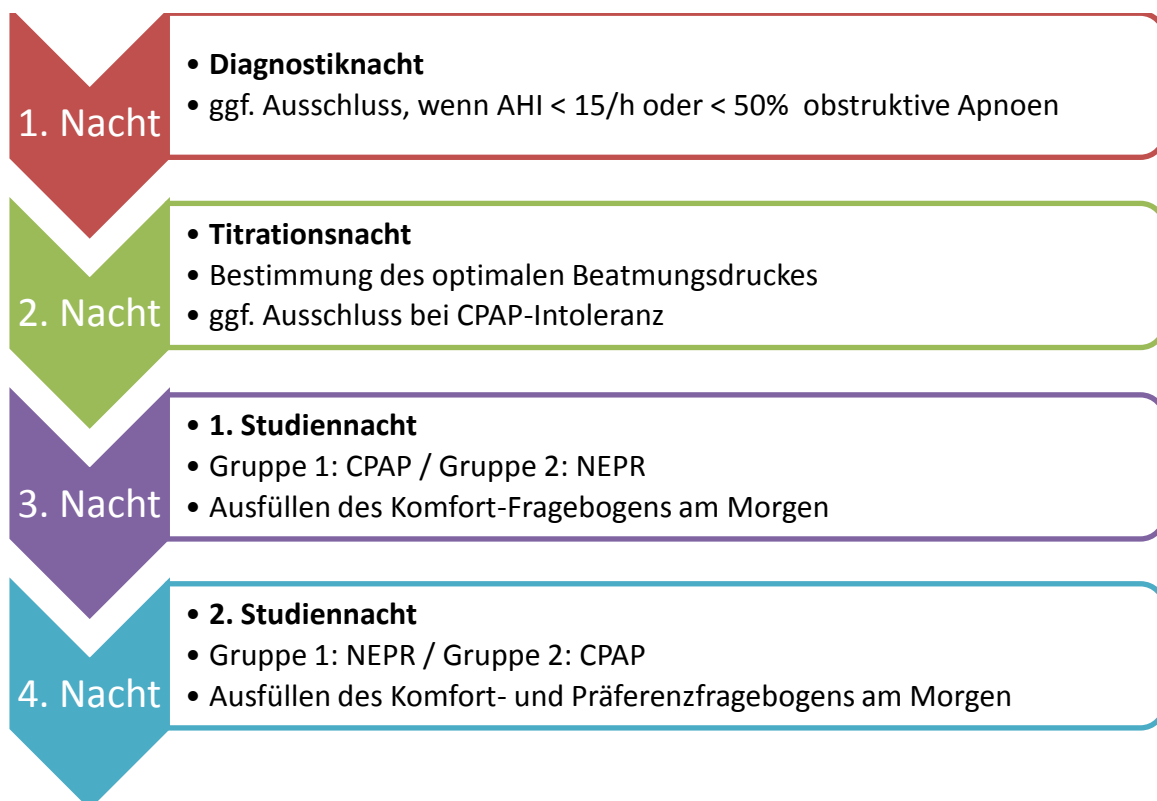 1. Nacht
• Diagnostiknacht
• ggf. Ausschluss, wenn AHI < 15/h oder < 50% obstruktive Apnoen
2. Nacht
• Titrationsnacht
• Bestimmung des optimalen Beatmungsdruckes
• ggf. Ausschluss bei CPAP-Intoleranz
3. Nacht
• 1. Studiennacht
• Gruppe 1: CPAP / Gruppe 2: NEPR
• Ausfüllen des Komfort-Fragebogens am Morgen
4. Nacht
• 2. Studiennacht
• Gruppe 1: NEPR / Gruppe 2: CPAP
• Ausfüllen des Komfort- und Präferenzfragebogens am Morgen